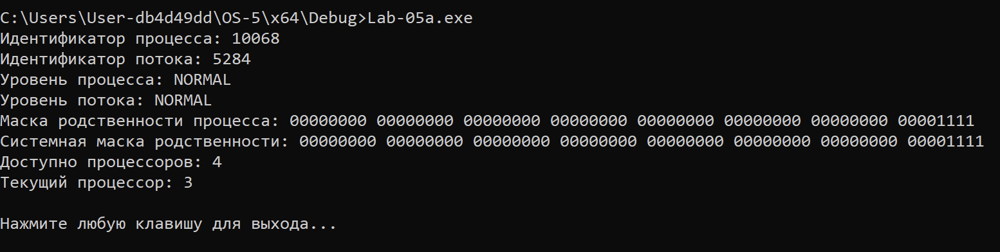 C:\Users\User-db4d49dd\OS-5\x64\Debug>Lab-05a.exe
Идентификатор процесса: 10068
Идентификатор потока: 5284
Уровень процесса: NORMAL
Уровень потока: NORMAL
Маска родственности процесса: 00000000 00000000 00000000 00000000 00000000 00000000 00000000 00001111
Системная маска родственности: 00000000 00000000 00000000 00000000 00000000 00000000 00000000 00001111
Доступно процессоров: 4
Текущий процессор: 3
Нажмите любую клавишу для выхода...